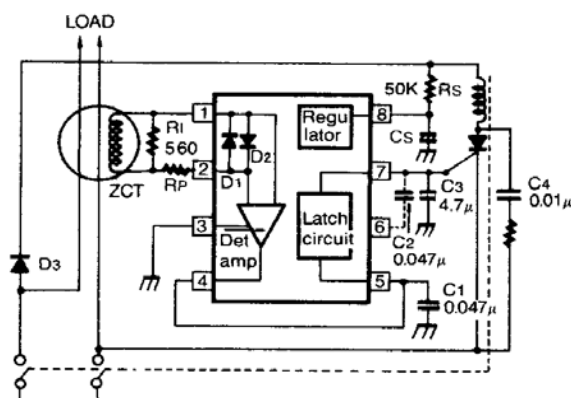 LOAD
50K
RS
1
RI
560
ZCT
RP
2
D1
D2
Regu
lator
8
CS
7
3
Det
amp
4
Latch
circuit
6
5
C2
0.047μ
C3
4.7μ
C4
0.01μ
C1
0.047μ
D3